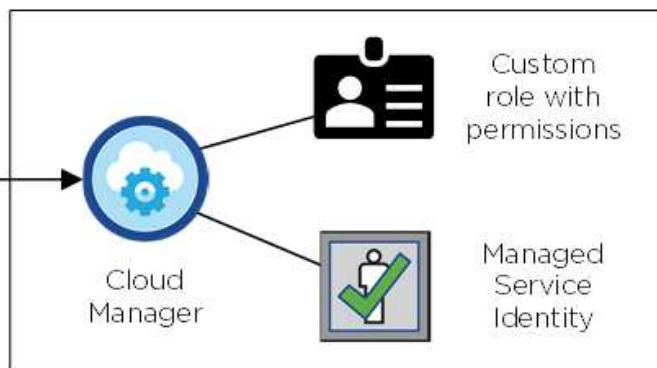 Custom
role with
permissions
Cloud
Manager
Managed
Service
Identity